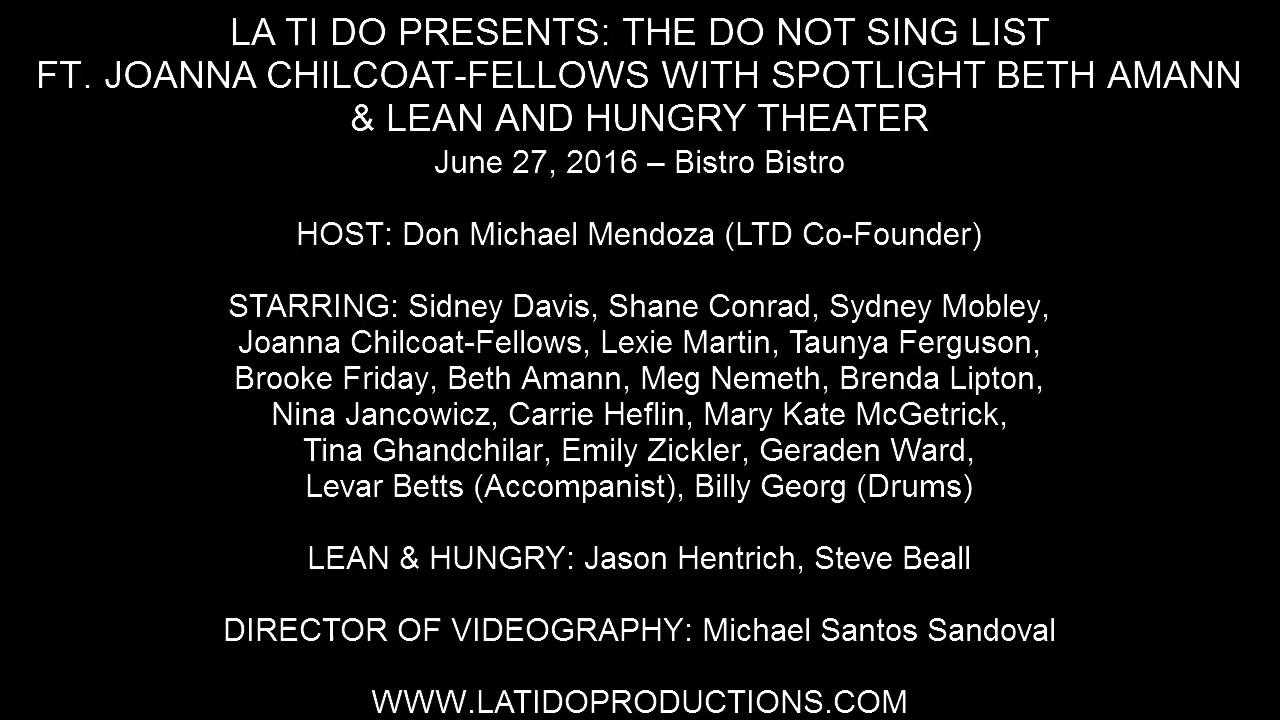 LA TI DO PRESENTS: THE DO NOT SING LIST
FT. JOANNA CHILCOAT-FELLOWS WITH SPOTLIGHT BETH AMANN
& LEAN AND HUNGRY THEATER
June 27, 2016 – Bistro Bistro
HOST: Don Michael Mendoza (LTD Co-Founder)
STARRING: Sidney Davis, Shane Conrad, Sydney Mobley,
Joanna Chilcoat-Fellows, Lexie Martin, Taunya Ferguson,
Brooke Friday, Beth Amann, Meg Nemeth, Brenda Lipton,
Nina Jancowicz, Carrie Heflin, Mary Kate McGetrick,
Tina Ghandchilar, Emily Zickler, Geraden Ward,
Levar Betts (Accompanist), Billy Georg (Drums)
LEAN & HUNGRY: Jason Hentrich, Steve Beall
DIRECTOR OF VIDEOGRAPHY: Michael Santos Sandoval
WWW.LATIDOPRODUCTIONS.COM